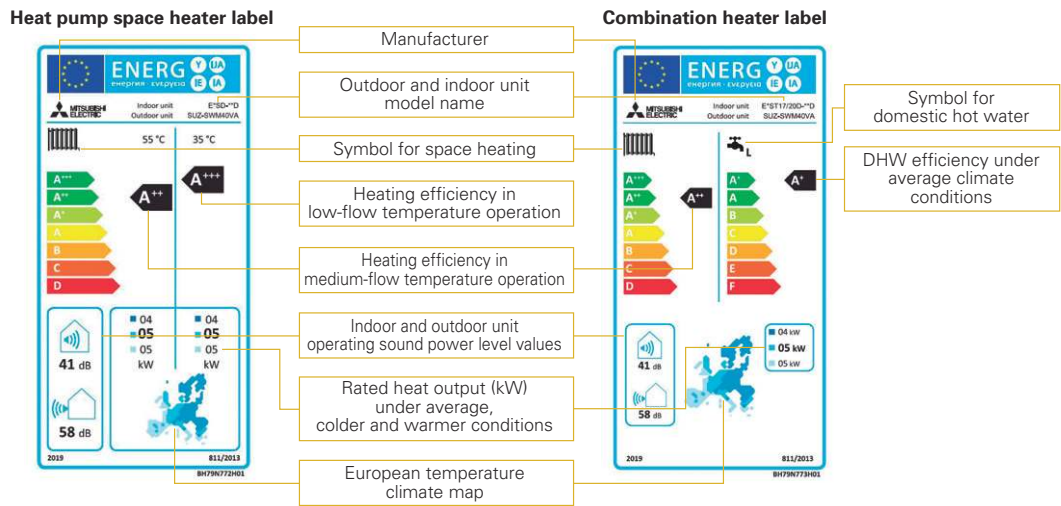 Heat pump space heater label
Combination heater label
Manufacturer
Outdoor and indoor unit
model name
Symbol for space heating
Heating efficiency in
low-flow temperature operation
Heating efficiency in
medium-flow temperature operation
Indoor and outdoor unit
operating sound power level values
Rated heat output (kW)
under average,
colder and warmer conditions
European temperature
climate map
Symbol for
domestic hot water
DHW efficiency under
average climate
conditions
ENERG Y UA
енергия · ενεργεια IE IA
MITSUBISHI
ELECTRIC
Indoor unit E*SD-**D
Outdoor unit SUZ-SWM40VA
55 °C 35 °C
A+++
A++
A+
A
B
C
D
A++
A+++
41 dB
58 dB
04
05
05
kW
04
05
05
kW
2019 811/2013
BH79N772H01
ENERG Y UA
енергия · ενεργεια IE IA
MITSUBISHI
ELECTRIC
Indoor unit E*ST17/20D-**D
Outdoor unit SUZ-SWM40VA
L
A+++
A++
A+
A
B
C
D
A++
A+
A
B
C
D
E
F
A+
41 dB
58 dB
04 kW
05 kW
05 kW
2019 811/2013
BH79N773H01